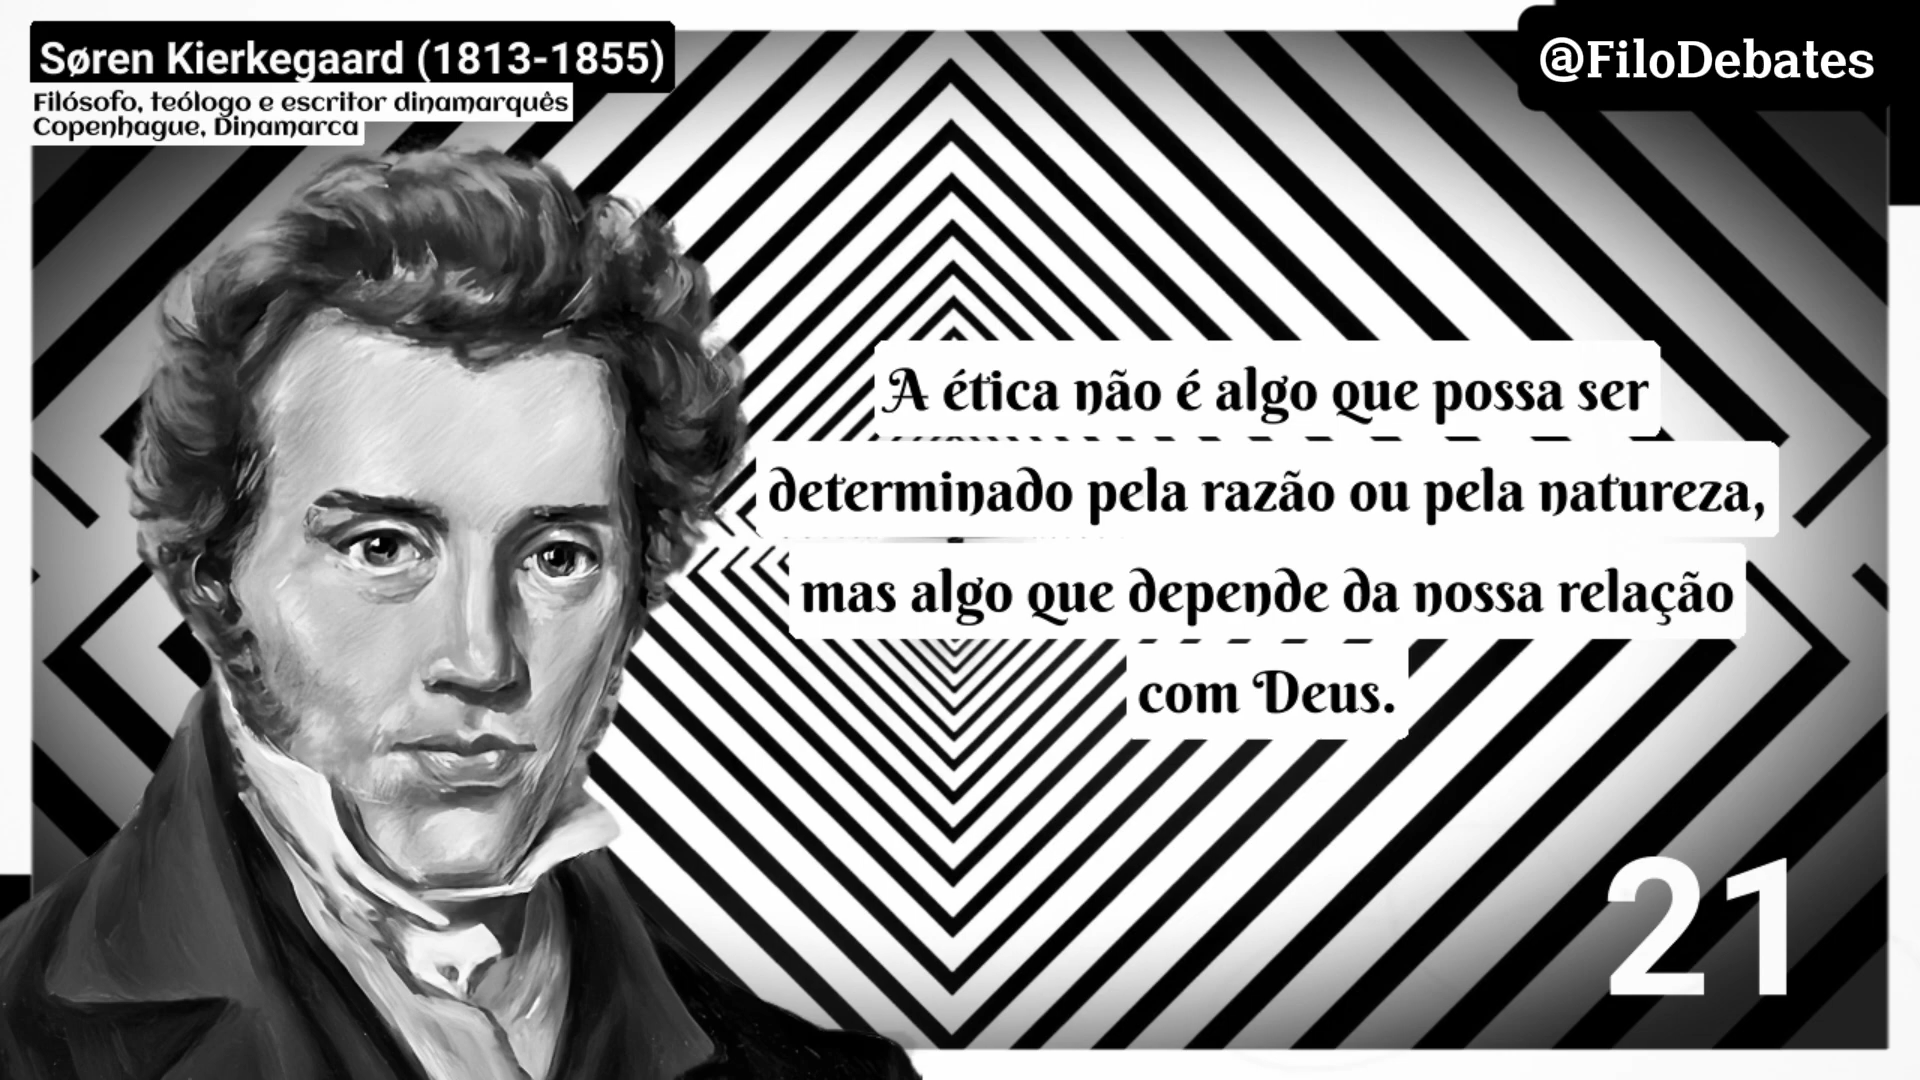 Søren Kierkegaard (1813-1855)
Filósofo, teólogo e escritor dinamarquês
Copenhague, Dinamarca
@FiloDebates
A ética não é algo que possa ser
determinado pela razão ou pela natureza,
mas algo que depende da nossa relação
com Deus.
21